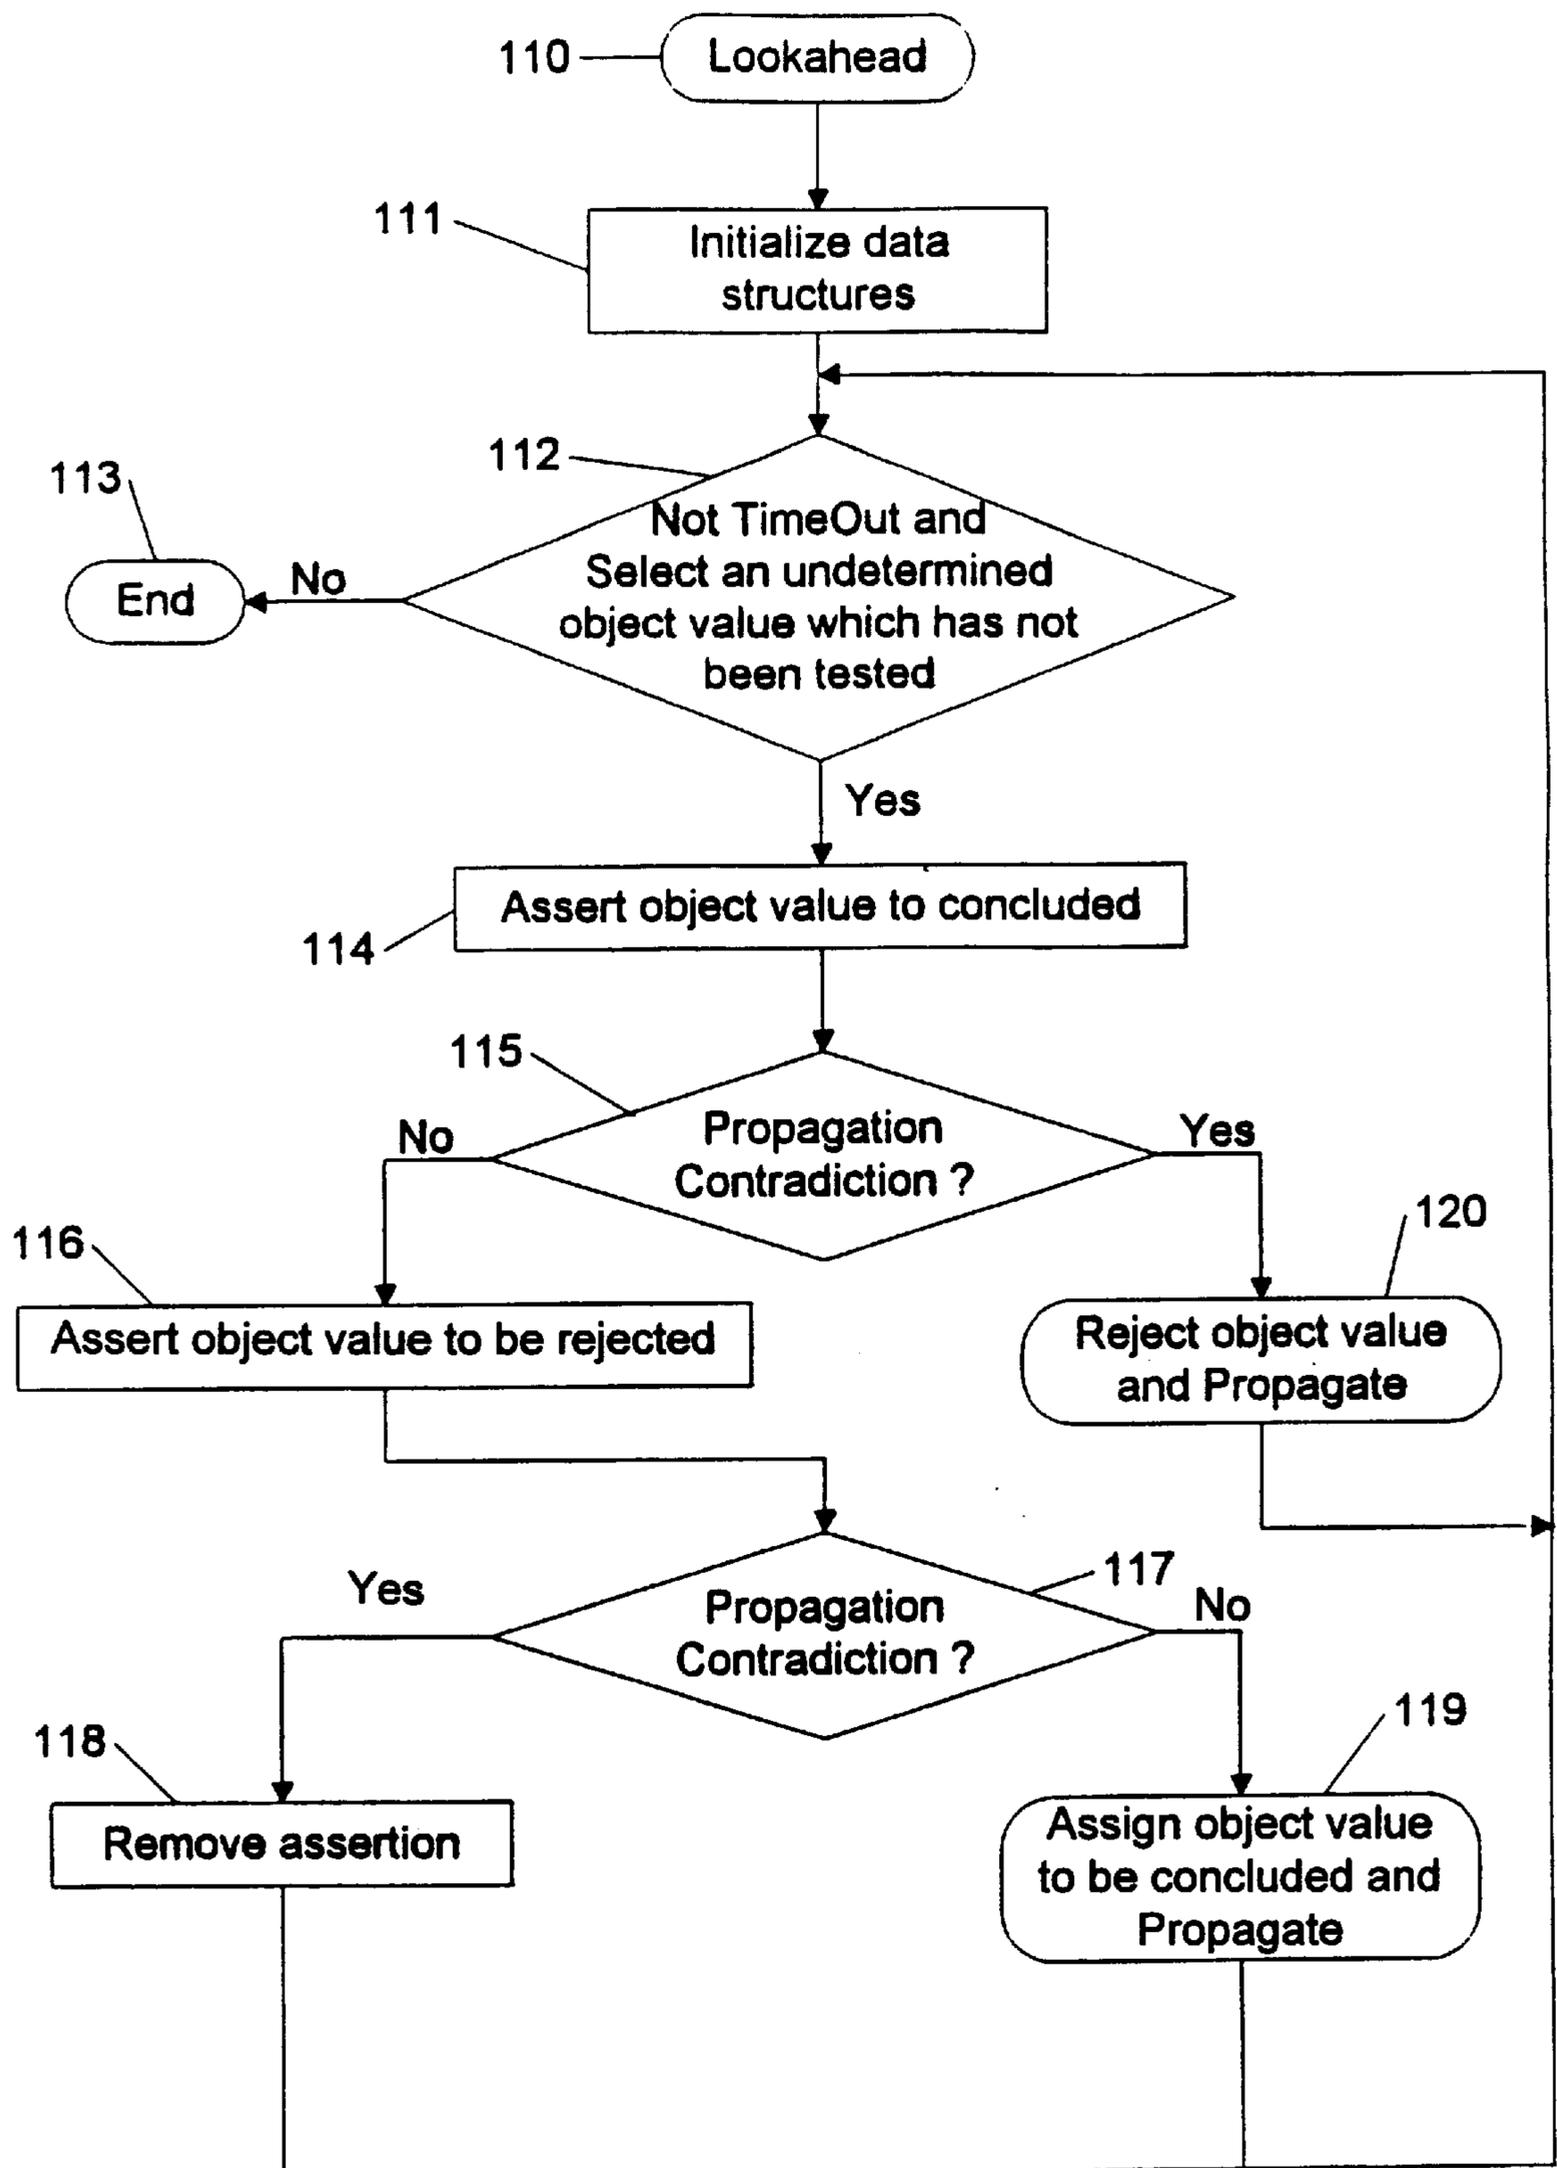 110
Lookahead
111
Initialize data
structures
112
113
Not TimeOut and
Select an undetermined
object value which has not
been tested
No
End
Yes
Assert object value to concluded
114
115
No
Propagation
Contradiction ?
Yes
120
116
Assert object value to be rejected
Reject object value
and Propagate
117
Yes
Propagation
Contradiction ?
No
119
118
Remove assertion
Assign object value
to be concluded and
Propagate